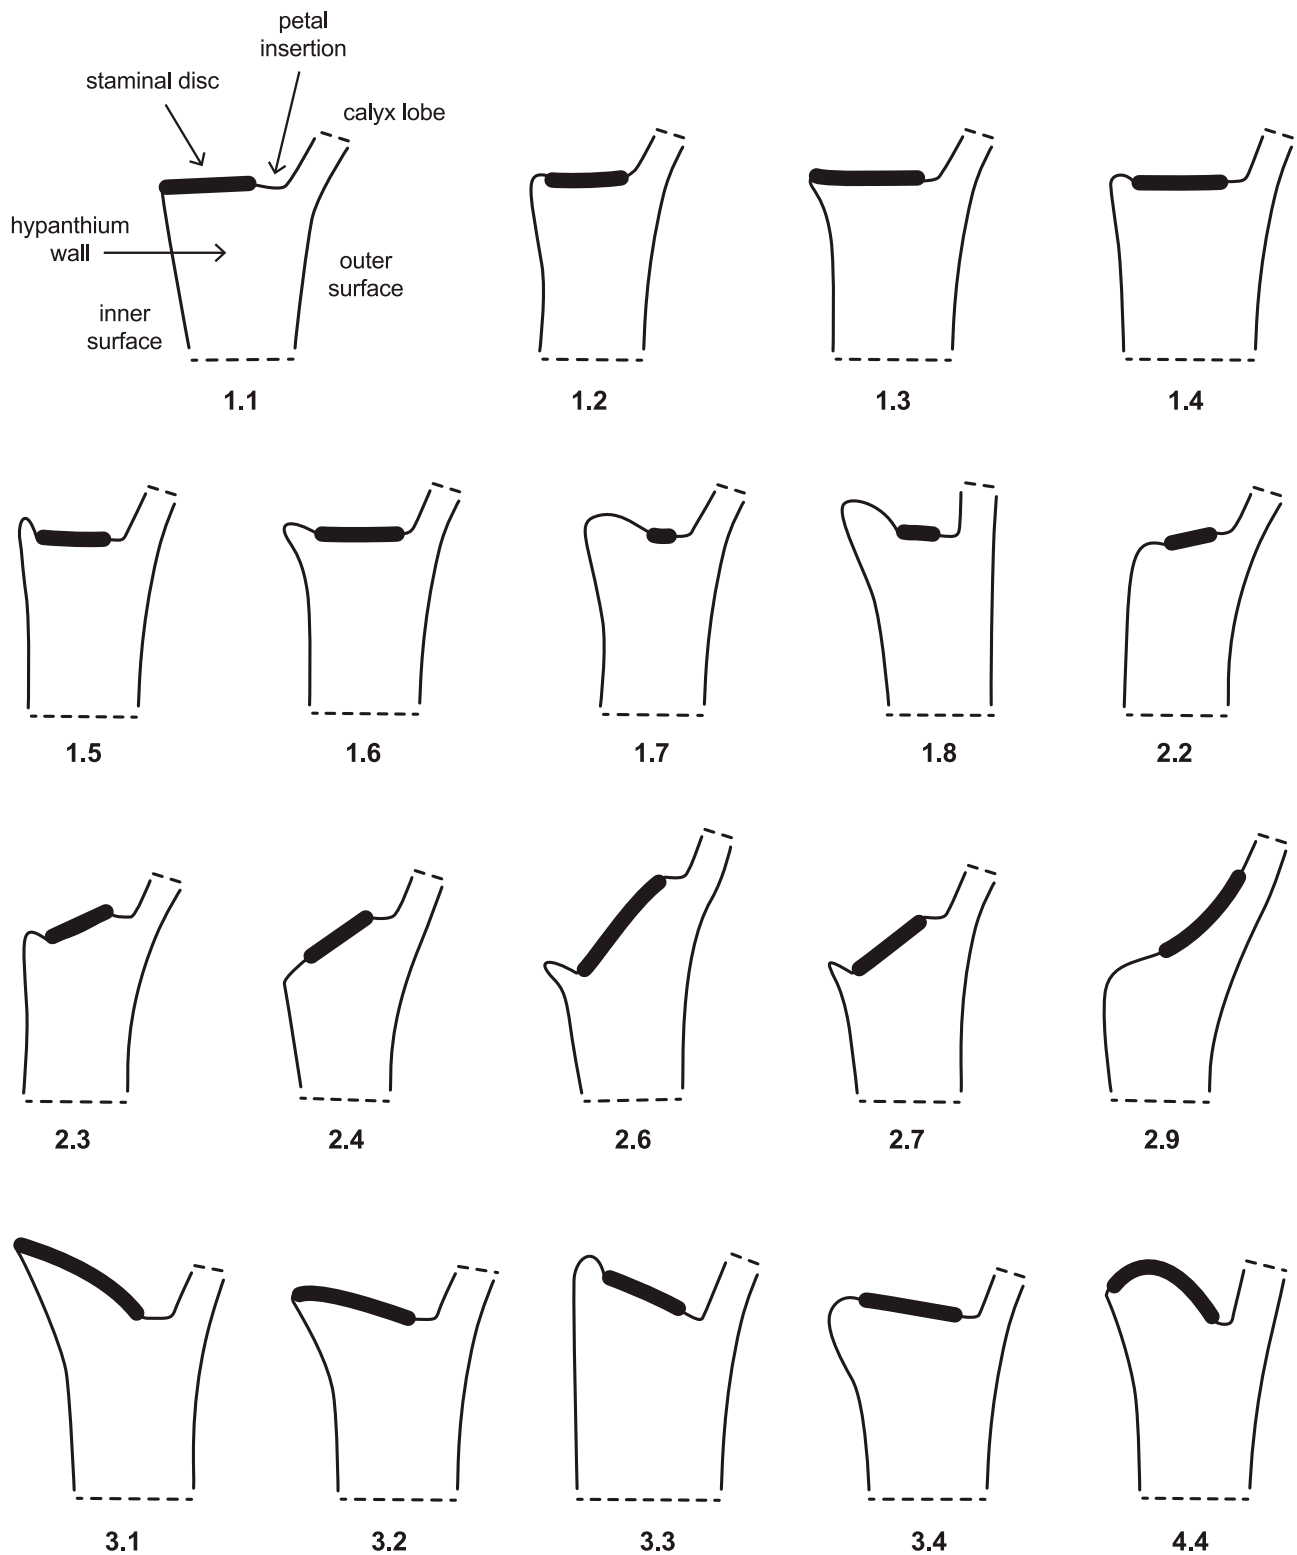 petal
insertion
staminal disc
calyx lobe
hypanthium
wall
outer
surface
inner
surface
1.1
1.2
1.3
1.4
1.5
1.6
1.7
1.8
2.2
2.3
2.4
2.6
2.7
2.9
3.1
3.2
3.3
3.4
4.4